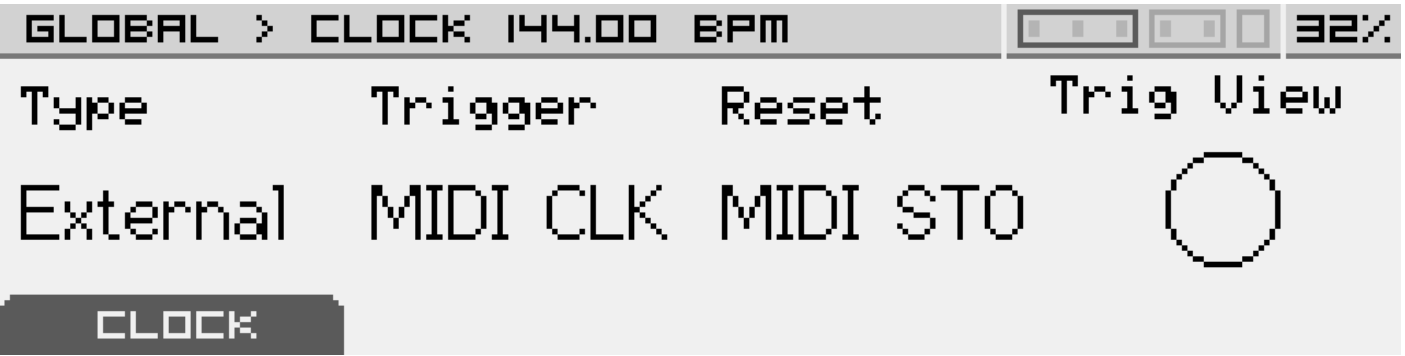 GLOBAL > CLOCK 144.00 BPM 32%
Type Trigger Reset Trig View
External MIDI CLK MIDI STO
CLOCK